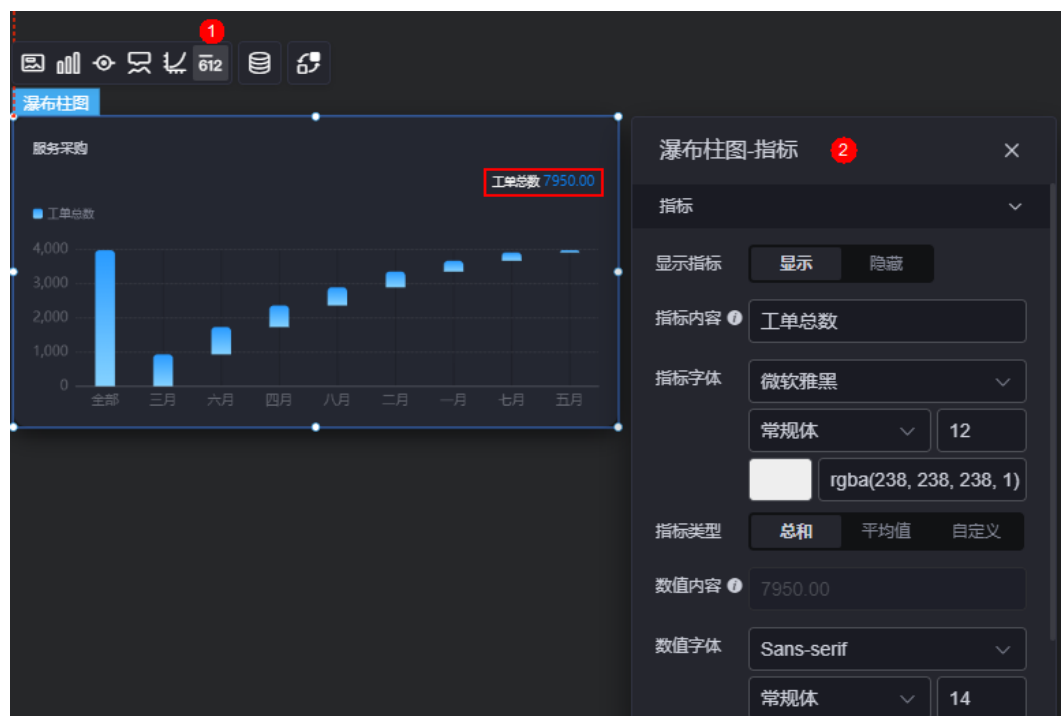 1
612
瀑布柱图
服务采购
工单总数 7950.00
工单总数
4,000
3,000
2,000
1,000
0
全部 三月 六月 四月 八月 二月 一月 七月 五月
瀑布柱图-指标 2
指标
显示指标 显示 隐藏
指标内容 工单总数
指标字体 微软雅黑
常规体 12
rgba(238, 238, 238, 1)
指标类型 总和 平均值 自定义
数值内容 7950.00
数值字体 Sans-serif
常规体 14